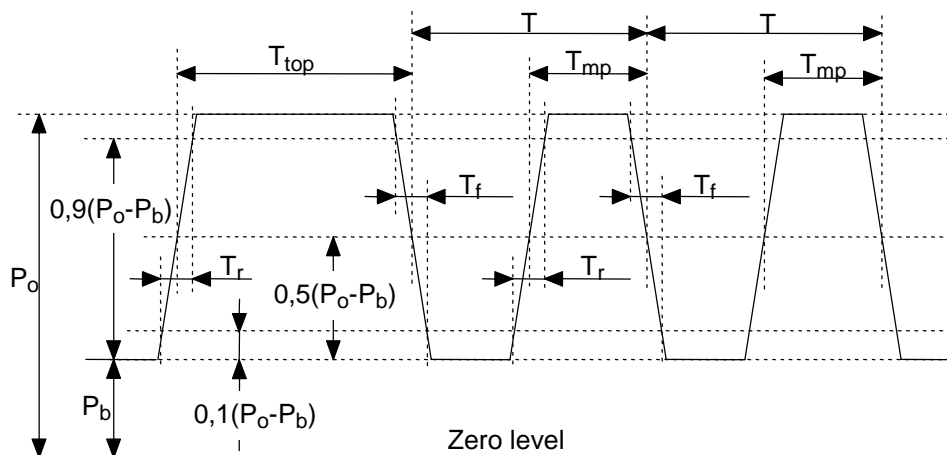 T T
T_top T_mp T_mp
T_f T_f
0,9(P_o-P_b)
P_o T_r 0,5(P_o-P_b) T_r
P_b 0,1(P_o-P_b)
Zero level